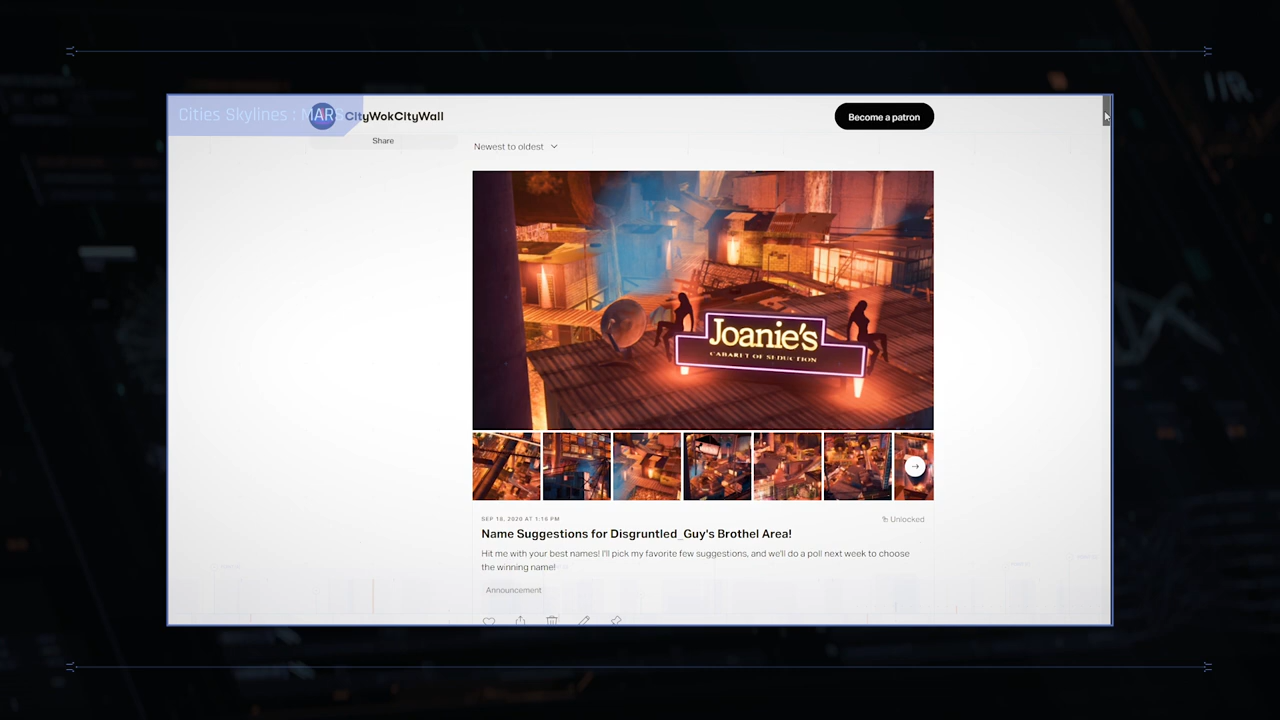 Cities Skylines : MARS
CItyWokCItyWall
Become a patron
Share
Newest to oldest
Joanie's
CABARET OF SEDUCTION
SEP 18, 2020 AT 1:16 PM
Unlocked
Name Suggestions for Disgruntled_Guy's Brothel Area!
Hit me with your best names! I'll pick my favorite few suggestions, and we'll do a poll next week to choose
the winning name!
Announcement